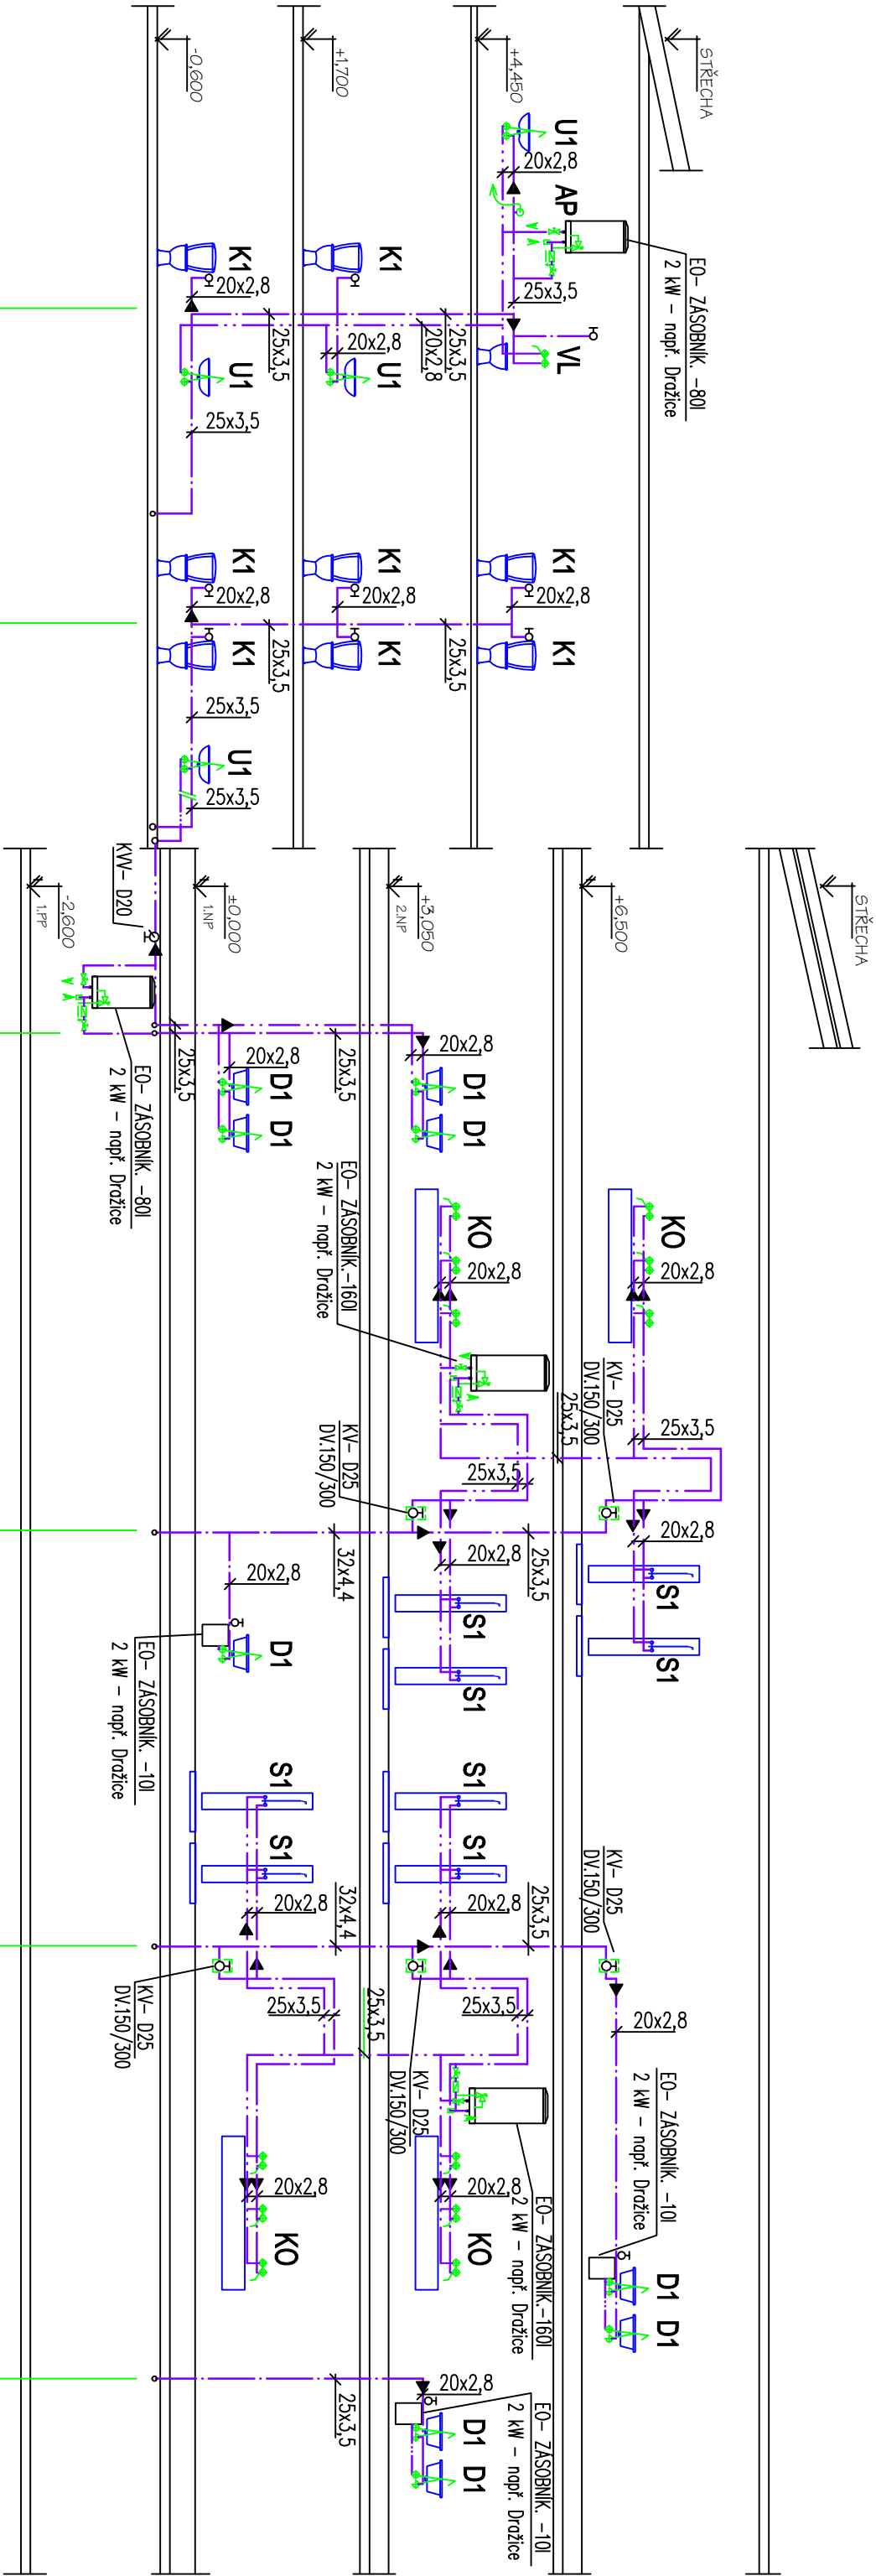 STŘECHA
+4,450
+1,700
-0,600
U1
20x2,8
AP
EO- ZÁSOBNÍK. -80l
2 kW - např. Dražice
25x3,5
VL
25x3,5
20x2,8
K1
20x2,8
U1
K1
20x2,8
25x3,5
U1
25x3,5
K1
20x2,8
K1
25x3,5
K1
20x2,8
K1
25x3,5
K1
20x2,8
K1
25x3,5
U1
25x3,5
STŘECHA
+6,500
+3,050
2.NP
±0,000
1.NP
-2,600
1.PP
KVV- D20
EO- ZÁSOBNÍK. -80l
2 kW - např. Dražice
25x3,5
20x2,8
D1
D1
25x3,5
20x2,8
D1
D1
KO
20x2,8
KV- D25
DV.150/300
25x3,5
20x2,8
S1
S1
EO- ZÁSOBNÍK.-160l
2 kW - např. Dražice
KO
20x2,8
25x3,5
25x3,5
KV- D25
DV.150/300
20x2,8
25x3,5
S1
S1
32x4,4
20x2,8
D1
EO- ZÁSOBNÍK. -10l
2 kW - např. Dražice
S1
S1
20x2,8
25x3,5
KV- D25
DV.150/300
20x2,8
EO- ZÁSOBNÍK. -10l
2 kW - např. Dražice
D1
D1
S1
S1
20x2,8
32x4,4
25x3,5
25x3,5
KV- D25
DV.150/300
EO- ZÁSOBNÍK.-160l
2 kW - např. Dražice
20x2,8
KO
KV- D25
DV.150/300
25x3,5
20x2,8
KO
25x3,5
20x2,8
D1
D1
EO- ZÁSOBNÍK. -10l
2 kW - např. Dražice